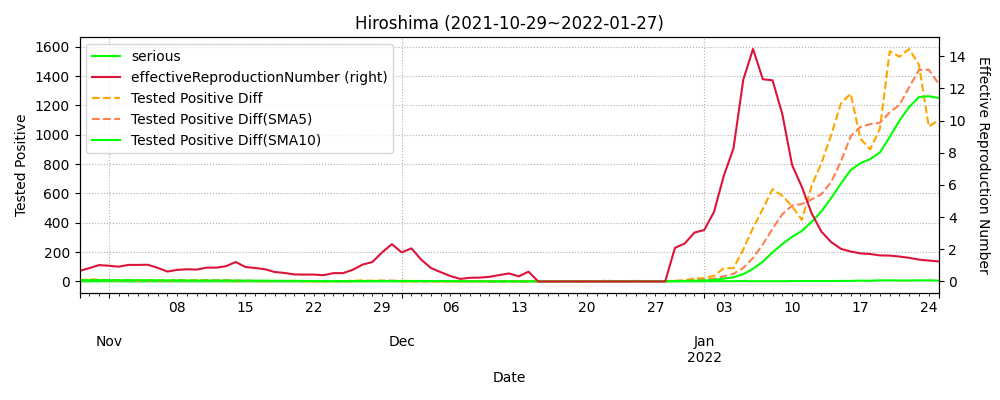 Hiroshima (2021-10-29~2022-01-27)
serious
effectiveReproductionNumber (right)
Tested Positive Diff
Tested Positive Diff(SMA5)
Tested Positive Diff(SMA10)
Tested Positive
1600
1400
1200
1000
800
600
400
200
0
14
12
10
8
6
4
2
0
Effective Reproduction Number
08 15 22 29 06 13 20 27 03 10 17 24
Nov Dec Jan
2022
Date